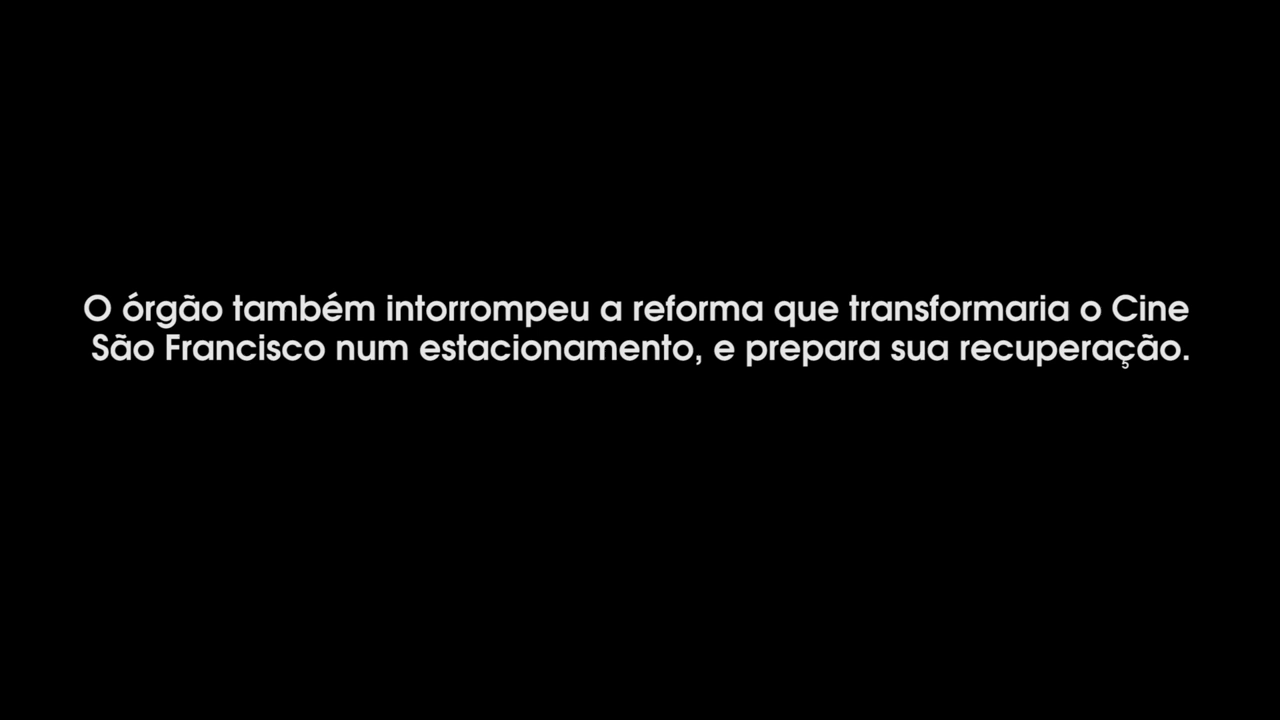 O órgão também intorrompeu a reforma que transformaria o Cine
São Francisco num estacionamento, e prepara sua recuperação.